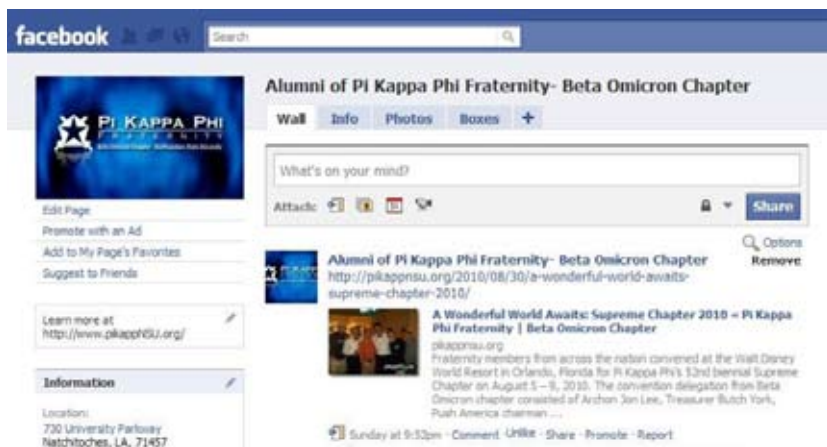 facebook
Search
Alumni of Pi Kappa Phi Fraternity- Beta Omicron Chapter
Wall Info Photos Boxes +
PI KAPPA PHI
FRATERNITY
What's on your mind?
Attach:
Share
Edit Page
Promote with an Ad
Add to My Page's Favorites
Suggest to Friends
Options
Remove
Alumni of Pi Kappa Phi Fraternity- Beta Omicron Chapter
http://pikappnsu.org/2010/08/30/a-wonderful-world-awaits-
supreme-chapter-2010/
Learn more at
http://www.pikappNSU.org/
A Wonderful World Awaits: Supreme Chapter 2010 « Pi Kappa
Phi Fraternity | Beta Omicron Chapter
pikappnsu.org
Fraternity members from across the nation convened at the Walt Disney
World Resort in Orlando, Florida for Pi Kappa Phi's 52nd biennial Supreme
Chapter on August 5 – 9, 2010. The convention delegation from Beta
Omicron chapter consisted of Archon Jon Lee, Treasurer Butch York,
Push America chairman ...
Information
Location:
730 University Parkway
Natchitoches, LA, 71457
Sunday at 9:52pm · Comment · Unlike · Share · Promote · Report